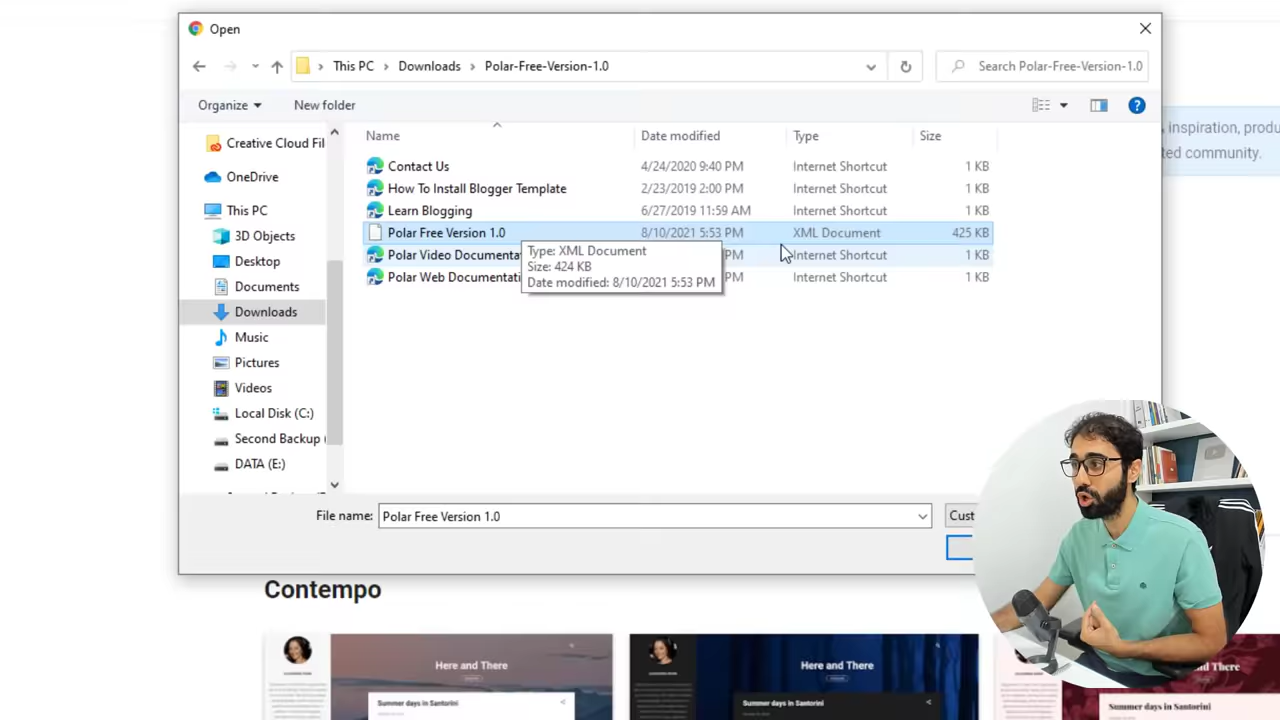 Open
This PC > Downloads > Polar-Free-Version-1.0
Search Polar-Free-Version-1.0
Organize
New folder
Creative Cloud Fil
OneDrive
This PC
3D Objects
Desktop
Documents
Downloads
Music
Pictures
Videos
Local Disk (C:)
Second Backup (
DATA (E:)
Name Date modified Type Size
Contact Us 4/24/2020 9:40 PM Internet Shortcut 1 KB
How To Install Blogger Template 2/23/2019 2:00 PM Internet Shortcut 1 KB
Learn Blogging 6/27/2019 11:59 AM Internet Shortcut 1 KB
Polar Free Version 1.0 8/10/2021 5:53 PM XML Document 425 KB
Polar Video Documenta PM Internet Shortcut 1 KB
Polar Web Documentati PM Internet Shortcut 1 KB
Type: XML Document
Size: 424 KB
Date modified: 8/10/2021 5:53 PM
File name: Polar Free Version 1.0
Cust
inspiration, produ
ted community.
Contempo
Here and There
Summer days in Santorini
Here and There
Summer days in Santorini
nd There
Summer days in Santorini